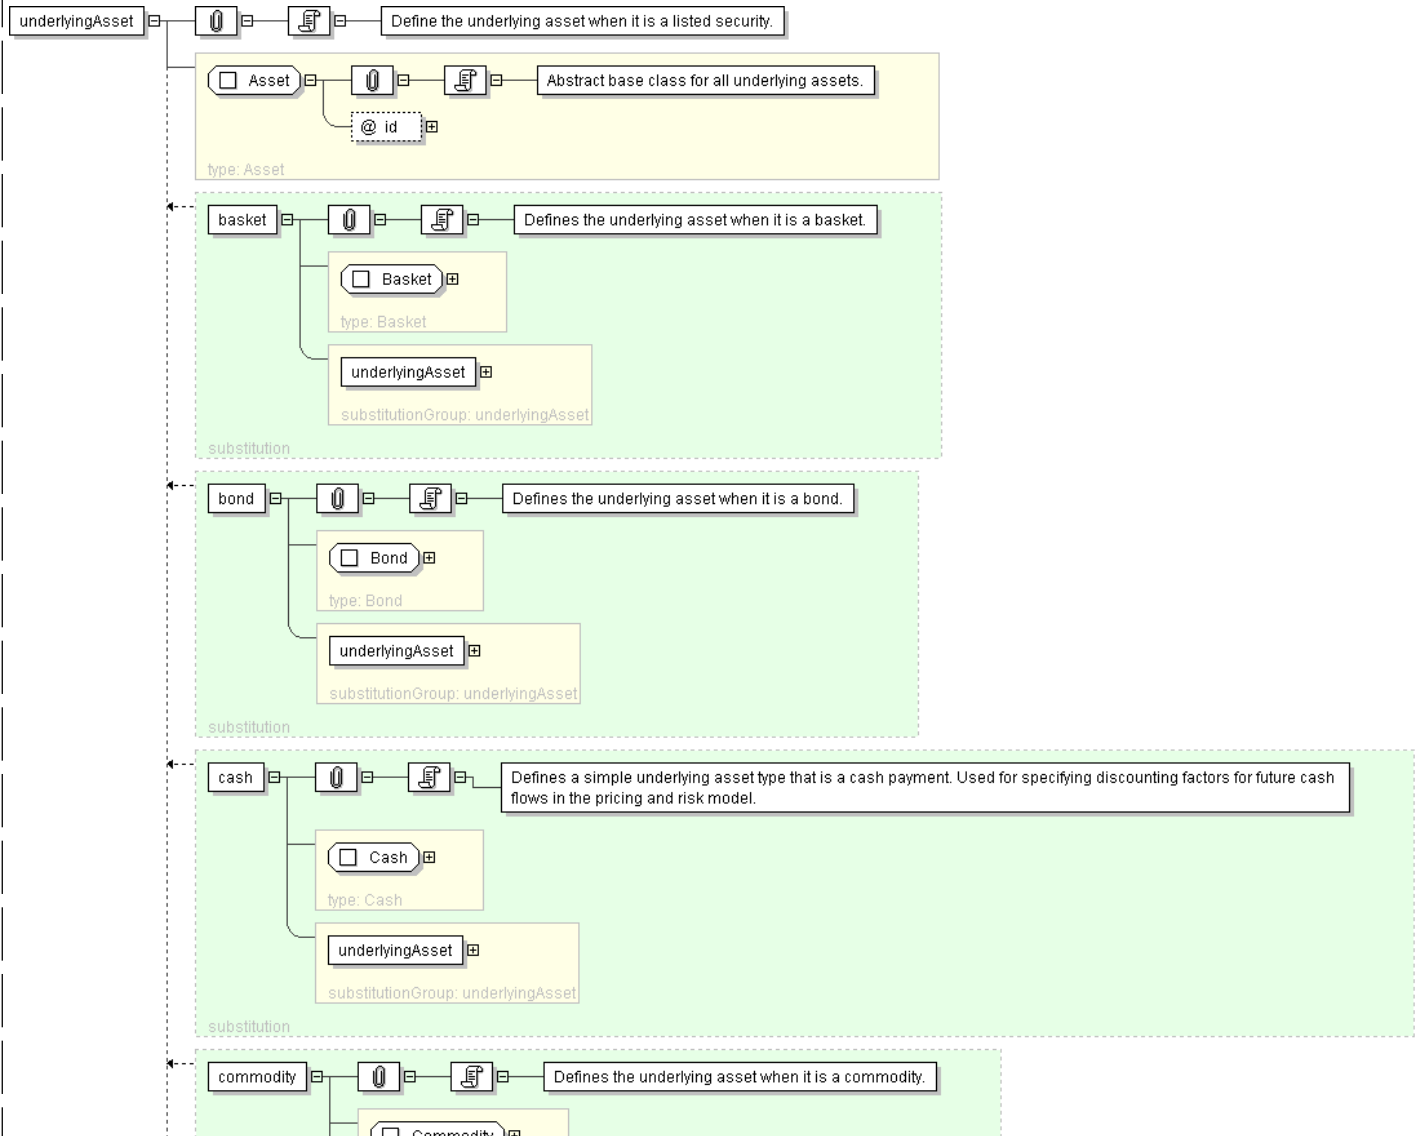 underlyingAsset
Define the underlying asset when it is a listed security.
Asset
Abstract base class for all underlying assets.
@ id
type: Asset
basket
Defines the underlying asset when it is a basket.
Basket
type: Basket
underlyingAsset
substitutionGroup: underlyingAsset
substitution
bond
Defines the underlying asset when it is a bond.
Bond
type: Bond
underlyingAsset
substitutionGroup: underlyingAsset
substitution
cash
Defines a simple underlying asset type that is a cash payment. Used for specifying discounting factors for future cash
flows in the pricing and risk model.
Cash
type: Cash
underlyingAsset
substitutionGroup: underlyingAsset
substitution
commodity
Defines the underlying asset when it is a commodity.
Commodity